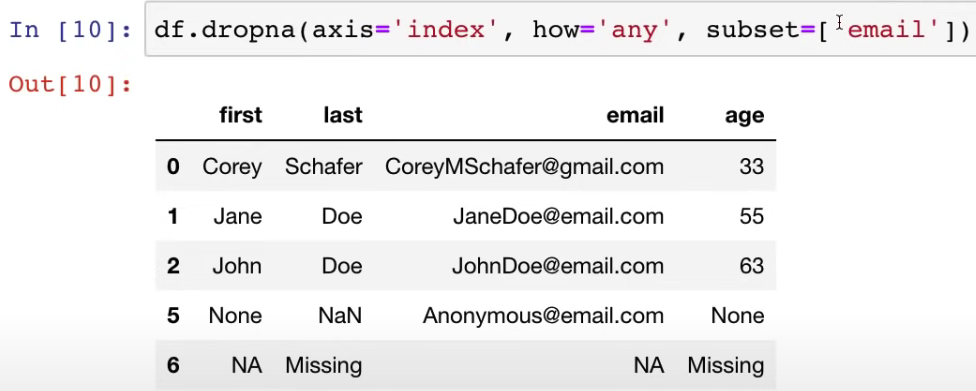 In [10]: df.dropna(axis='index', how='any', subset=['email'])
Out[10]:
first last email age
0 Corey Schafer CoreyMSchafer@gmail.com 33
1 Jane Doe JaneDoe@email.com 55
2 John Doe JohnDoe@email.com 63
5 None NaN Anonymous@email.com None
6 NA Missing NA Missing